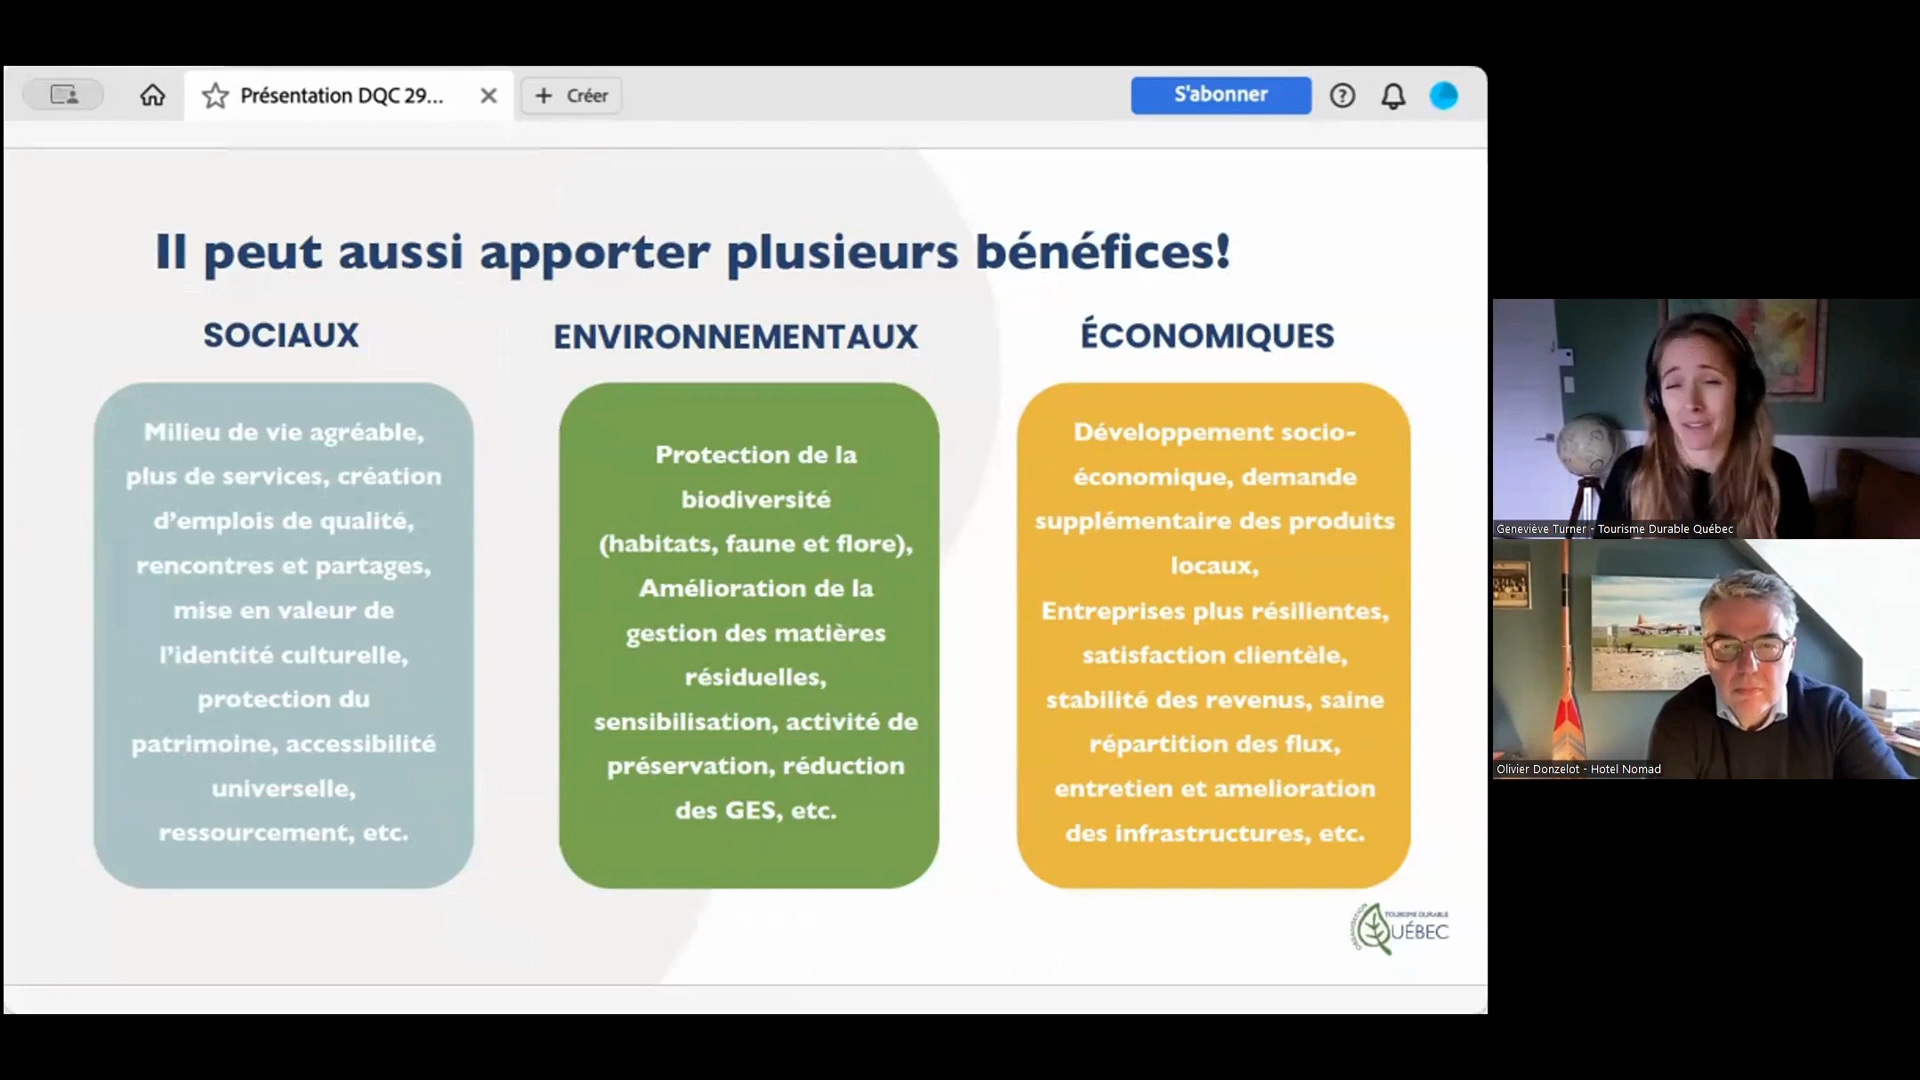 Présentation DQC 29...
Créer
S'abonner
Il peut aussi apporter plusieurs bénéfices!
SOCIAUX
Milieu de vie agréable,
plus de services, création
d'emplois de qualité,
rencontres et partages,
mise en valeur de
l'identité culturelle,
protection du
patrimoine, accessibilité
universelle,
ressourcement, etc.
ENVIRONNEMENTAUX
Protection de la
biodiversité
(habitats, faune et flore),
Amélioration de la
gestion des matières
résiduelles,
sensibilisation, activité de
préservation, réduction
des GES, etc.
ÉCONOMIQUES
Développement socio-
économique, demande
supplémentaire des produits
locaux,
Entreprises plus résilientes,
satisfaction clientèle,
stabilité des revenus, saine
répartition des flux,
entretien et amelioration
des infrastructures, etc.
ORGANISATION
TOURISME DURABLE
QUÉBEC
Geneviève Turner - Tourisme Durable Québec
Olivier Donzelot - Hotel Nomad